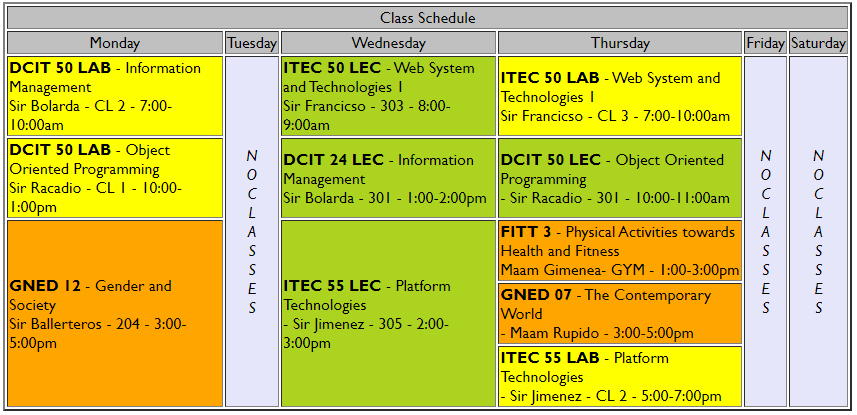 Class Schedule
Monday
Tuesday
Wednesday
Thursday
Friday
Saturday
DCIT 50 LAB - Information
Management
Sir Bolarda - CL 2 - 7:00-
10:00am
N
O
C
L
A
S
S
E
S
ITEC 50 LEC - Web System
and Technologies 1
Sir Francicso - 303 - 8:00-
9:00am
ITEC 50 LAB - Web System and
Technologies 1
Sir Francicso - CL 3 - 7:00-10:00am
N
O
C
L
A
S
S
E
S
N
O
C
L
A
S
S
E
S
DCIT 50 LAB - Object
Oriented Programming
Sir Racadio - CL 1 - 10:00-
1:00pm
DCIT 24 LEC - Information
Management
Sir Bolarda - 301 - 1:00-2:00pm
DCIT 50 LEC - Object Oriented
Programming
- Sir Racadio - 301 - 10:00-11:00am
GNED 12 - Gender and
Society
Sir Ballerteros - 204 - 3:00-
5:00pm
ITEC 55 LEC - Platform
Technologies
- Sir Jimenez - 305 - 2:00-
3:00pm
FITT 3 - Physical Activities towards
Health and Fitness
Maam Gimenea- GYM - 1:00-3:00pm
GNED 07 - The Contemporary
World
- Maam Rupido - 3:00-5:00pm
ITEC 55 LAB - Platform
Technologies
- Sir Jimenez - CL 2 - 5:00-7:00pm